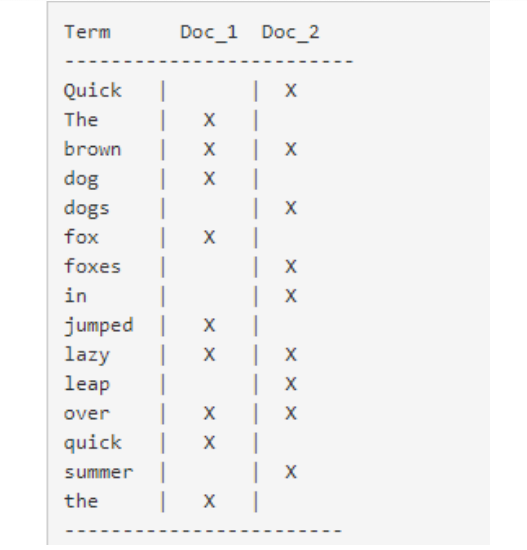 Term      Doc_1  Doc_2
-------------------------
Quick   |       |  X
The     |   X   |
brown   |   X   |  X
dog     |   X   |
dogs    |       |  X
fox     |   X   |
foxes   |       |  X
in      |       |  X
jumped  |   X   |
lazy    |   X   |  X
leap    |       |  X
over    |   X   |  X
quick   |   X   |
summer  |       |  X
the     |   X   |
------------------------